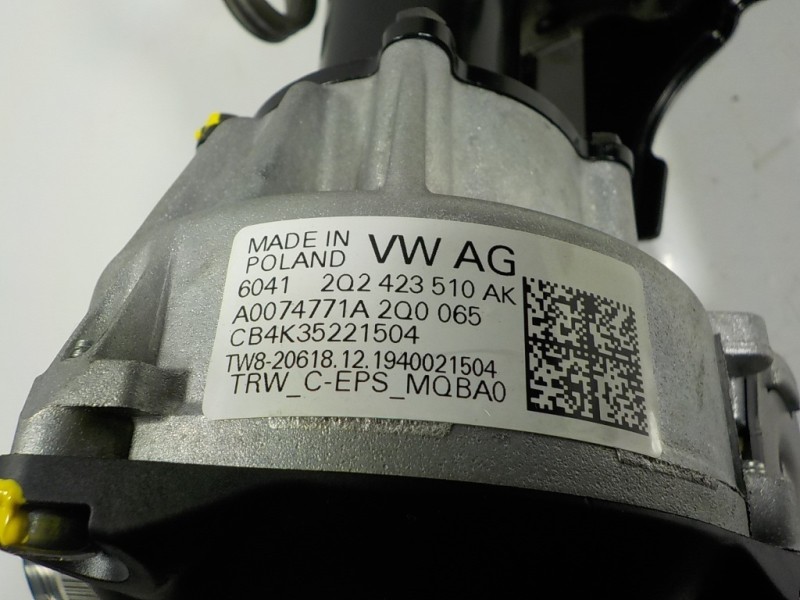 MADE IN
POLAND VW AG
6041 2Q2 423 510 AK
A0074771A 2Q0 065
CB4K35221504
TW8-20618.12.1940021504
TRW_C-EPS_MQBA0